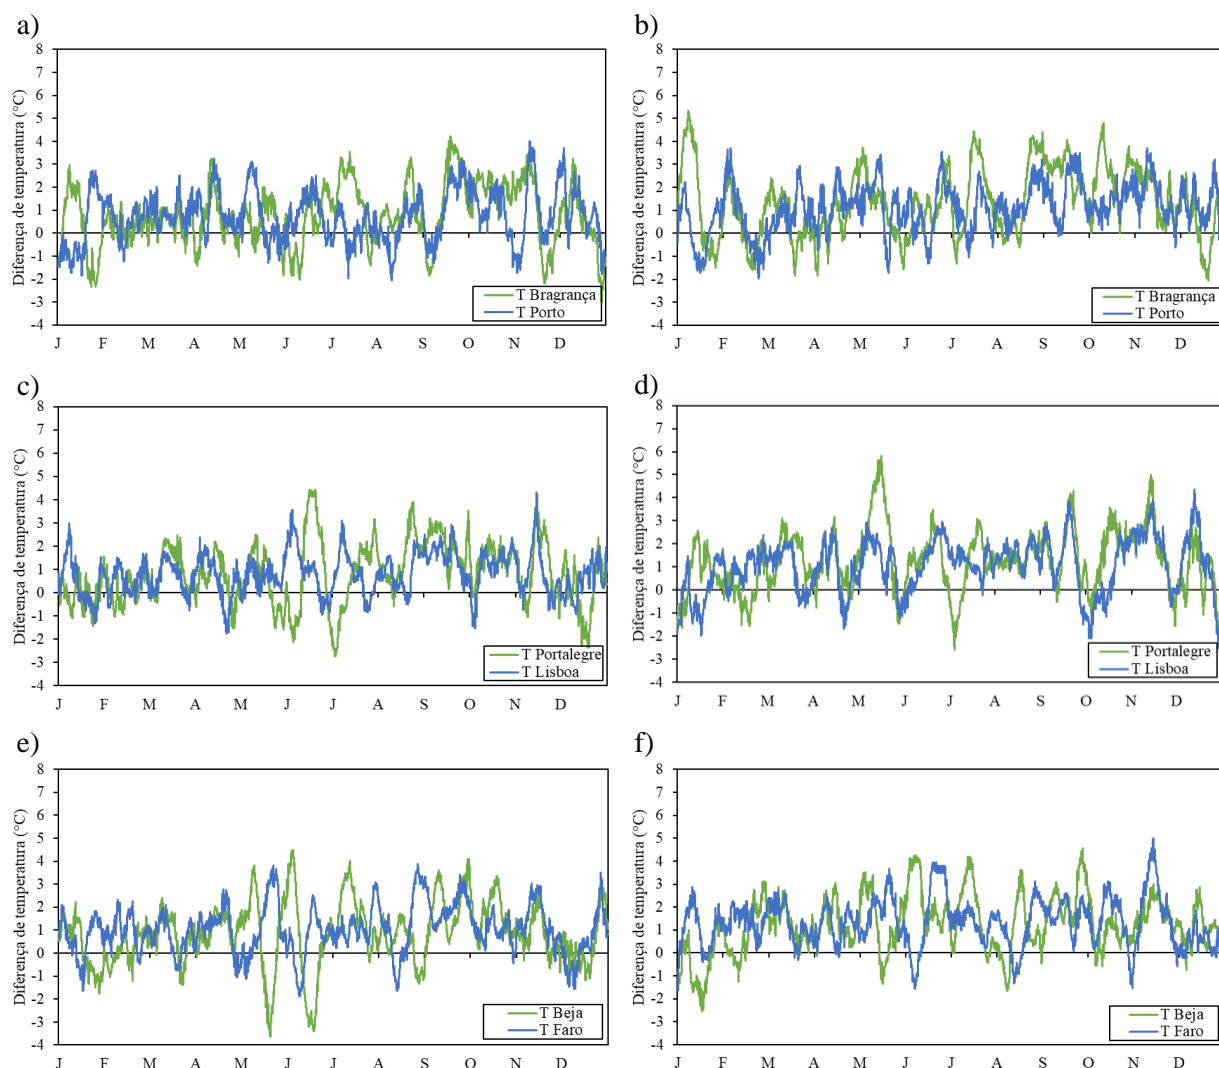 a)
8
7
6
5
4
3
2
1
0
-1
-2
-3
-4
Diferença de temperatura (°C)
J F M A M J J A S O N D
T Bragrança
T Porto
b)
8
7
6
5
4
3
2
1
0
-1
-2
-3
-4
Diferença de temperatura (°C)
J F M A M J J A S O N D
T Bragrança
T Porto
c)
8
7
6
5
4
3
2
1
0
-1
-2
-3
-4
Diferença de temperatura (°C)
J F M A M J J A S O N D
T Portalegre
T Lisboa
d)
8
7
6
5
4
3
2
1
0
-1
-2
-3
-4
Diferença de temperatura (°C)
J F M A M J J A S O N D
T Portalegre
T Lisboa
e)
8
7
6
5
4
3
2
1
0
-1
-2
-3
-4
Diferença de temperatura (°C)
J F M A M J J A S O N D
T Beja
T Faro
f)
8
7
6
5
4
3
2
1
0
-1
-2
-3
-4
Diferença de temperatura (°C)
J F M A M J J A S O N D
T Beja
T Faro